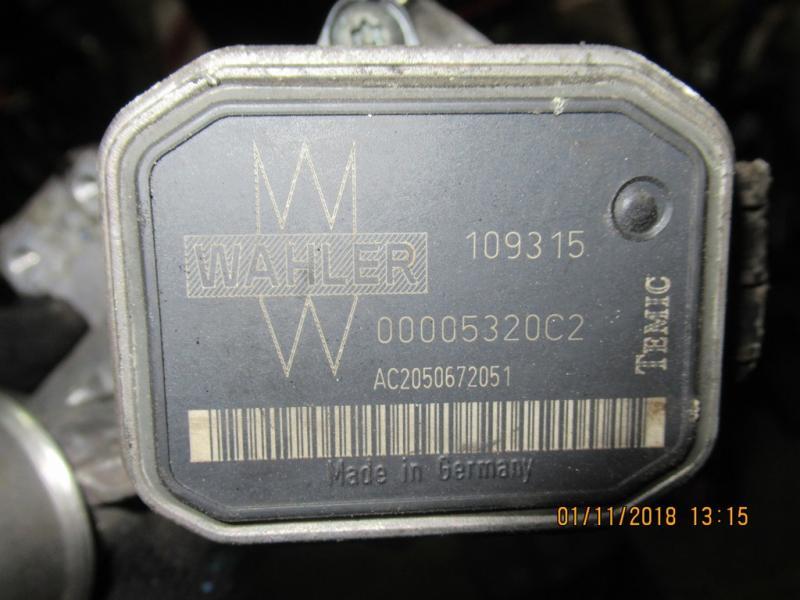 W
WAHLER
W
109315
00005320C2
AC2050672051
TEMIC
Made in Germany
01/11/2018 13:15